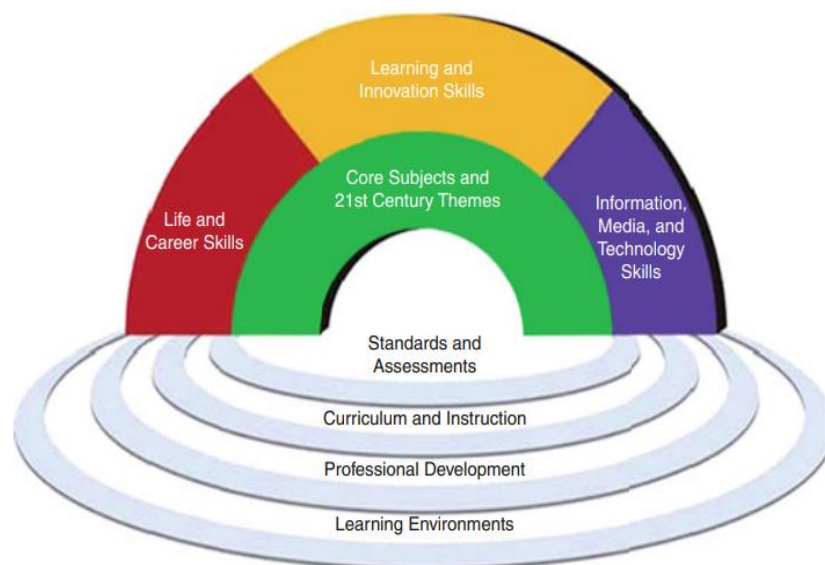 Learning and
Innovation Skills
Core Subjects and
21st Century Themes
Life and
Career Skills
Information,
Media, and
Technology
Skills
Standards and
Assessments
Curriculum and Instruction
Professional Development
Learning Environments